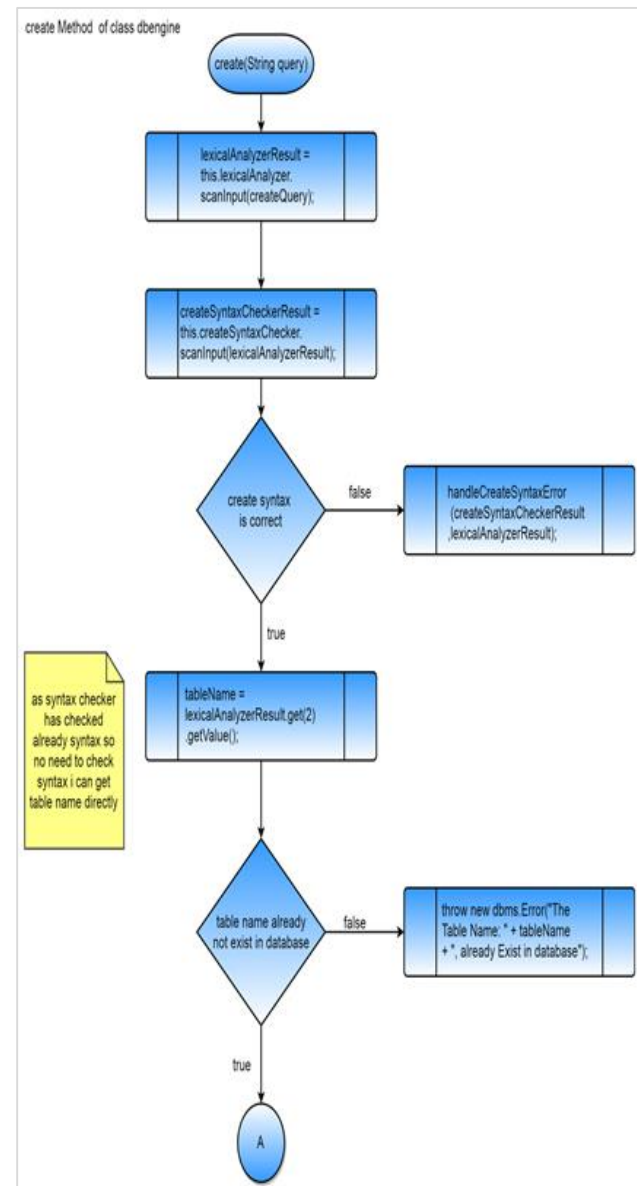 create Method of class dbengine
create(String query)
lexicalAnalyzerResult =
this.lexicalAnalyzer.
scanInput(createQuery);
createSyntaxCheckerResult =
this.createSyntaxChecker.
scanInput(lexicalAnalyzerResult);
create syntax
is correct
false
handleCreateSyntaxError
(createSyntaxCheckerResult
,lexicalAnalyzerResult);
true
as syntax checker
has checked
already syntax so
no need to check
syntax i can get
table name directly
tableName =
lexicalAnalyzerResult.get(2)
.getValue();
table name already
not exist in database
false
throw new dbms.Error("The
Table Name: " + tableName
+ ", already Exist in database");
true
A